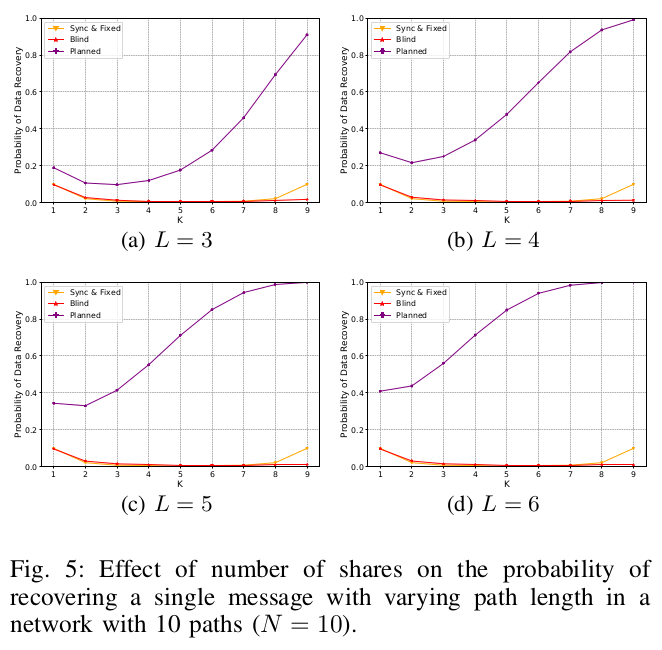 1.0
0.8
0.6
0.4
0.2
0.0
Probability of Data Recovery
Sync & Fixed
Blind
Planned
1 2 3 4 5 6 7 8 9
K
(a) L = 3
1.0
0.8
0.6
0.4
0.2
0.0
Probability of Data Recovery
Sync & Fixed
Blind
Planned
1 2 3 4 5 6 7 8 9
K
(b) L = 4
1.0
0.8
0.6
0.4
0.2
0.0
Probability of Data Recovery
Sync & Fixed
Blind
Planned
1 2 3 4 5 6 7 8 9
K
(c) L = 5
1.0
0.8
0.6
0.4
0.2
0.0
Probability of Data Recovery
Sync & Fixed
Blind
Planned
1 2 3 4 5 6 7 8 9
K
(d) L = 6
Fig. 5: Effect of number of shares on the probability of
recovering a single message with varying path length in a
network with 10 paths (N = 10).